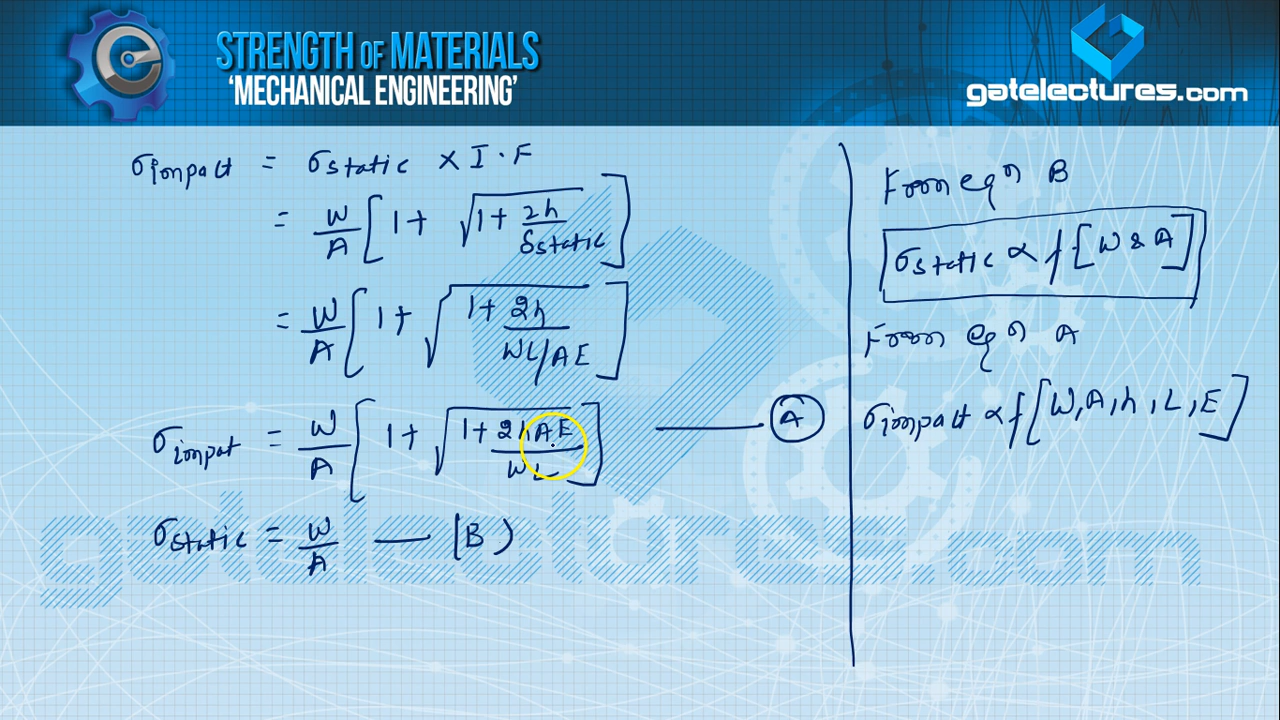 STRENGTH OF MATERIALS
'MECHANICAL ENGINEERING'
gatelectures.com
σimpact = σstatic × I.F
= W/A [1 + √(1 + 2h/δstatic)]
= W/A [1 + √(1 + 2h/(WL/AE))]
σimpat = W/A [1 + √(1 + 2hAE/WL)] —— A
σstatic = W/A —— (B)
From eqn B
σstatic ∝ f[W & A]
From eqn A
σimpact ∝ f[W, A, h, L, E]
gatelectures.com